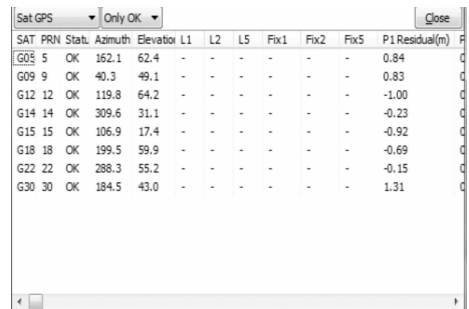 Sat GPS Only OK Close
SAT PRN Statu Azimuth Elevation L1 L2 L5 Fix1 Fix2 Fix5 P1 Residual(m)
G05 5 OK 162.1 62.4 - - - - - - 0.84
G09 9 OK 40.3 49.1 - - - - - - 0.83
G12 12 OK 119.8 64.2 - - - - - - -1.00
G14 14 OK 309.6 31.1 - - - - - - -0.23
G15 15 OK 106.9 17.4 - - - - - - -0.92
G18 18 OK 199.5 59.9 - - - - - - -0.69
G22 22 OK 288.3 55.2 - - - - - - -0.15
G30 30 OK 184.5 43.0 - - - - - - 1.31